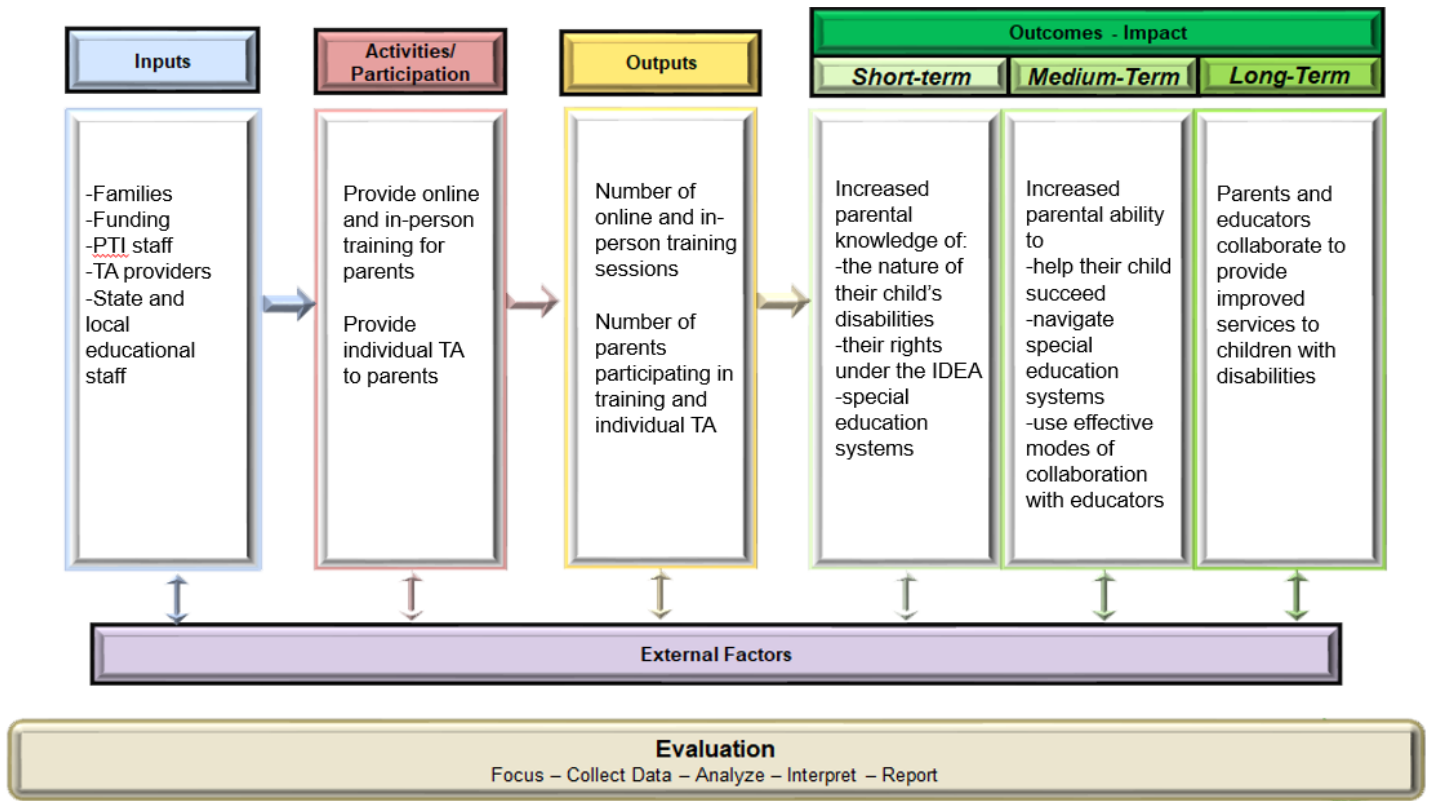 Inputs
Activities/
Participation
Outputs
Outcomes - Impact
Short-term
Medium-Term
Long-Term
-Families
-Funding
-PTI staff
-TA providers
-State and
local
educational
staff
Provide online
and in-person
training for
parents
Provide
individual TA
to parents
Number of
online and in-
person training
sessions
Number of
parents
participating in
training and
individual TA
Increased
parental
knowledge of:
-the nature of
their child’s
disabilities
-their rights
under the IDEA
-special
education
systems
Increased
parental ability
to
-help their child
succeed
-navigate
special
education
systems
-use effective
modes of
collaboration
with educators
Parents and
educators
collaborate to
provide
improved
services to
children with
disabilities
External Factors
Evaluation
Focus – Collect Data – Analyze – Interpret – Report